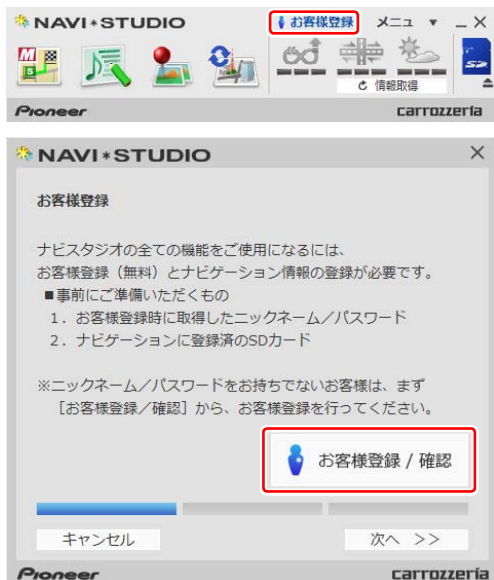 NAVI*STUDIO お客様登録 メニュー ▼
情報取得
Pioneer carrozzeria
NAVI*STUDIO
お客様登録
ナビスタジオの全ての機能をご使用になるには、
お客様登録（無料）とナビゲーション情報の登録が必要です。
■事前にご準備いただくもの
1．お客様登録時に取得したニックネーム／パスワード
2．ナビゲーションに登録済のSDカード
※ニックネーム／パスワードをお持ちでないお客様は、まず
［お客様登録／確認］から、お客様登録を行ってください。
お客様登録 / 確認
キャンセル 次へ >>
Pioneer carrozzeria